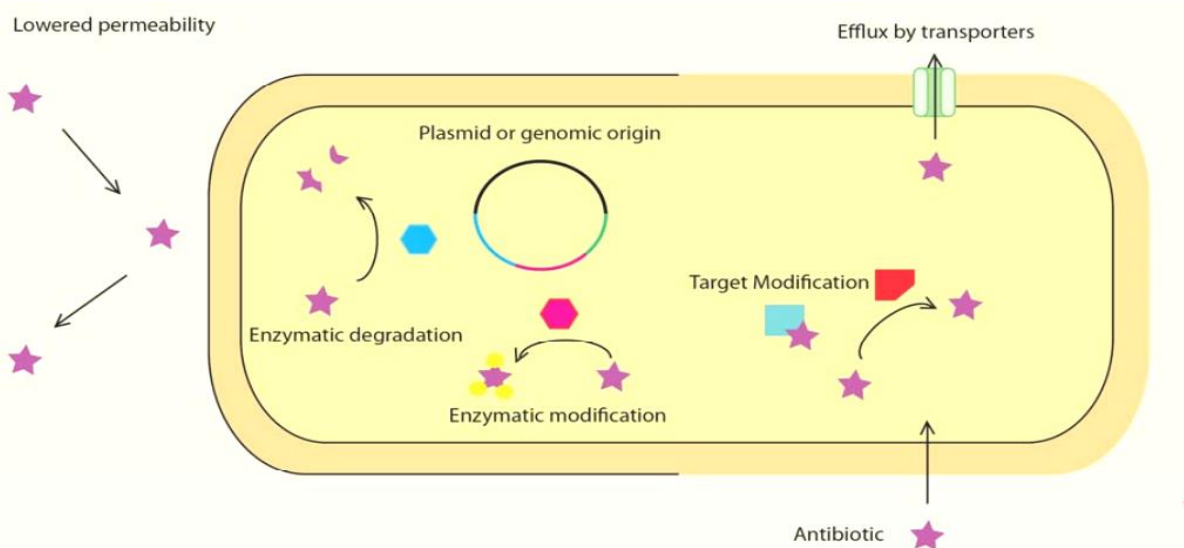 Lowered permeability
Efflux by transporters
Plasmid or genomic origin
Target Modification
Enzymatic degradation
Enzymatic modification
Antibiotic